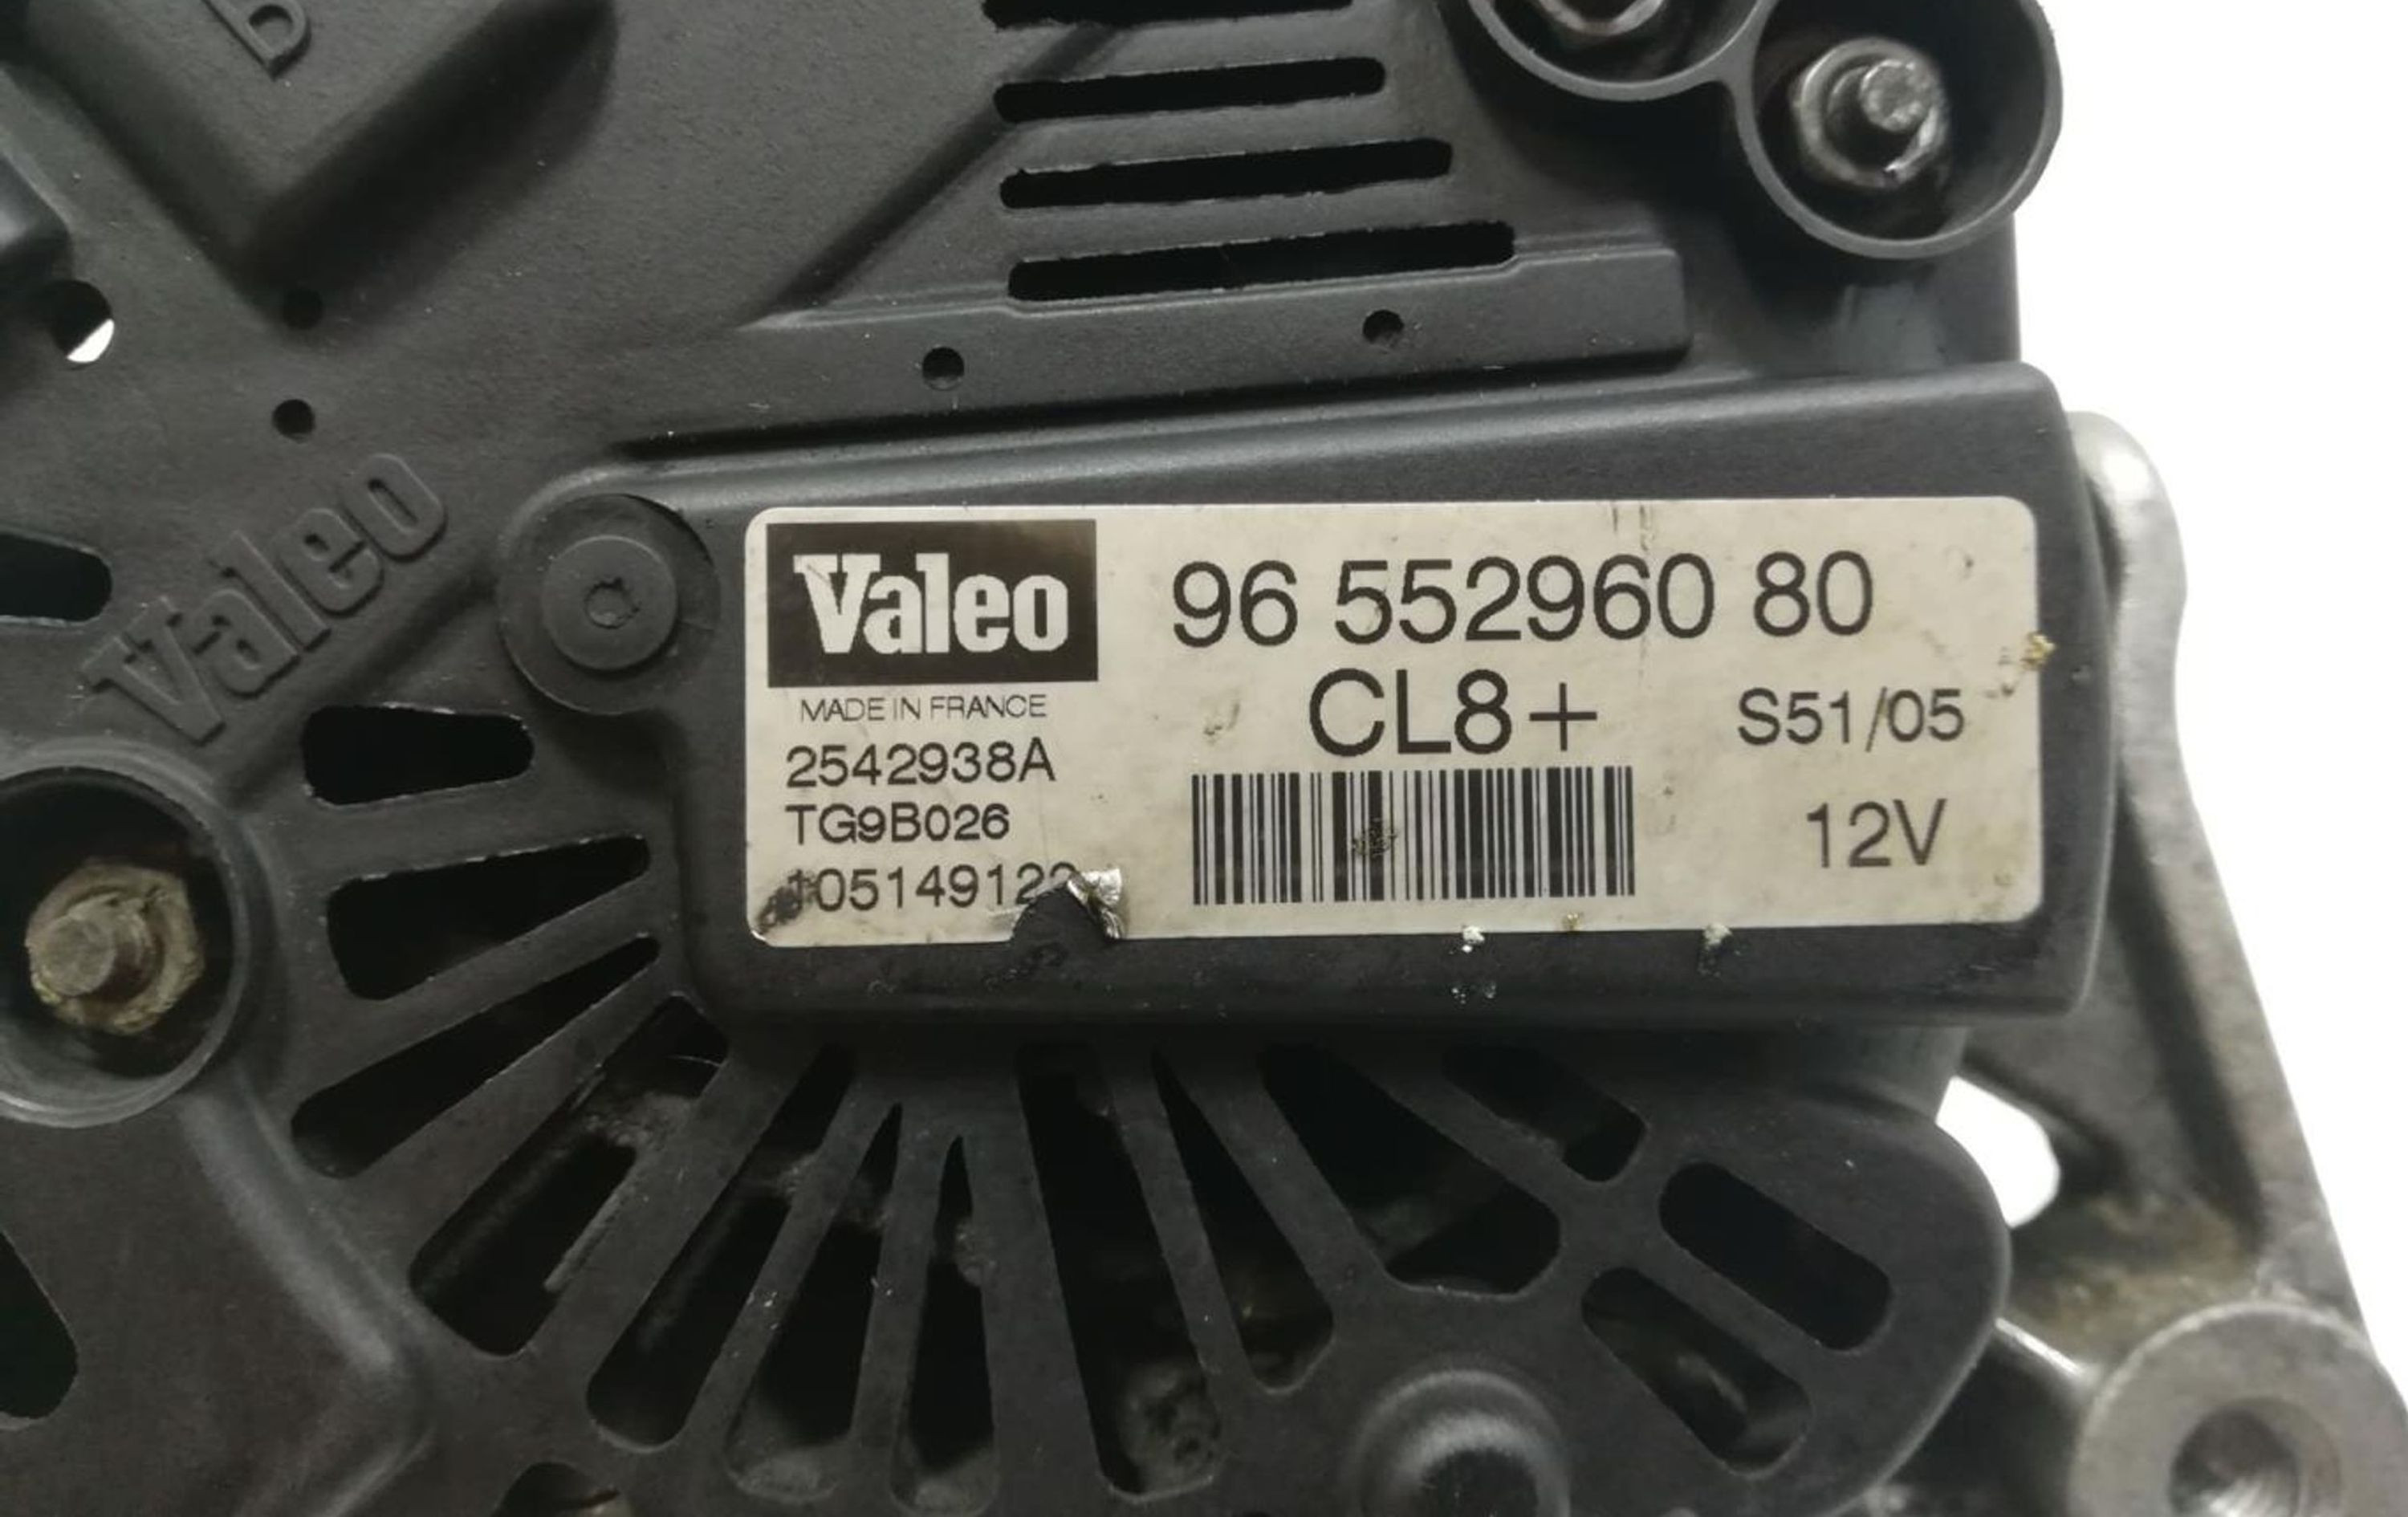 b
Valeo
Valeo
96 552960 80
MADE IN FRANCE
CL8+
S51/05
2542938A
TG9B026
12V